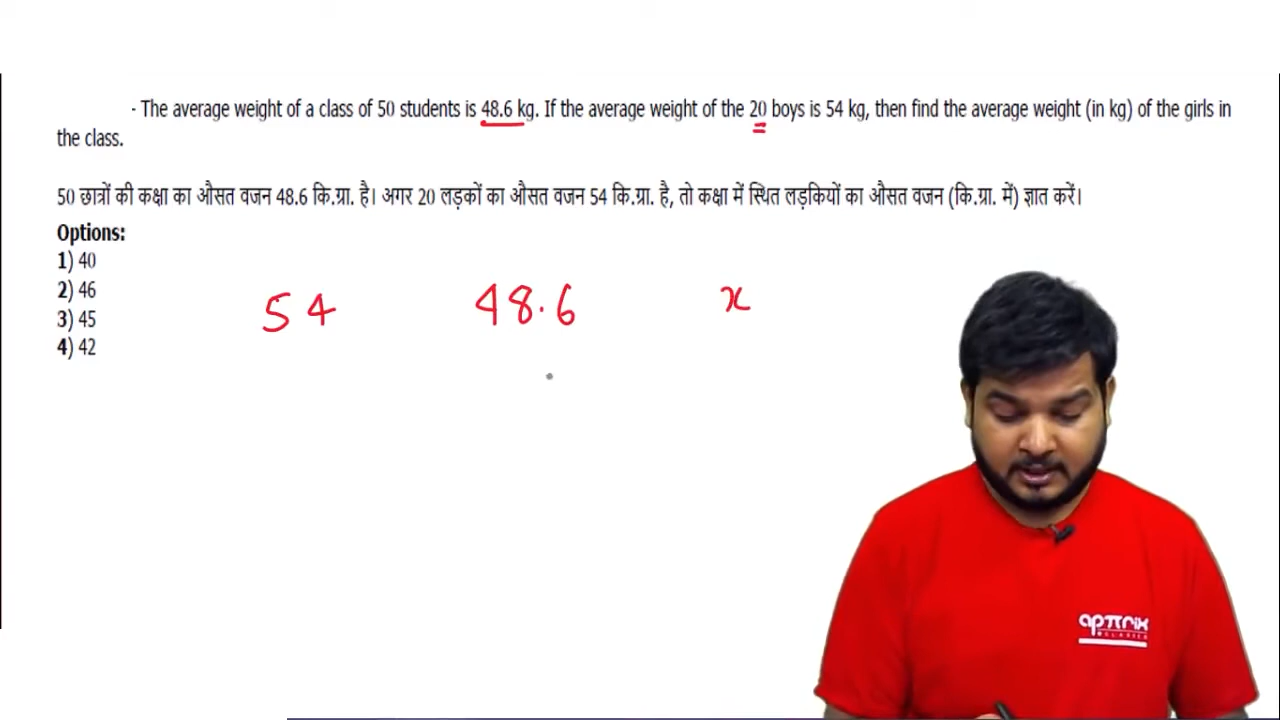 - The average weight of a class of 50 students is 48.6 kg. If the average weight of the 20 boys is 54 kg, then find the average weight (in kg) of the girls in
the class.
50 छात्रों की कक्षा का औसत वजन 48.6 कि.ग्रा. है। अगर 20 लड़कों का औसत वजन 54 कि.ग्रा. है, तो कक्षा में स्थित लड़कियों का औसत वजन (कि.ग्रा. में) ज्ञात करें।
Options:
1) 40
2) 46
3) 45
4) 42
54 48.6 x
apπrix
CLASSES